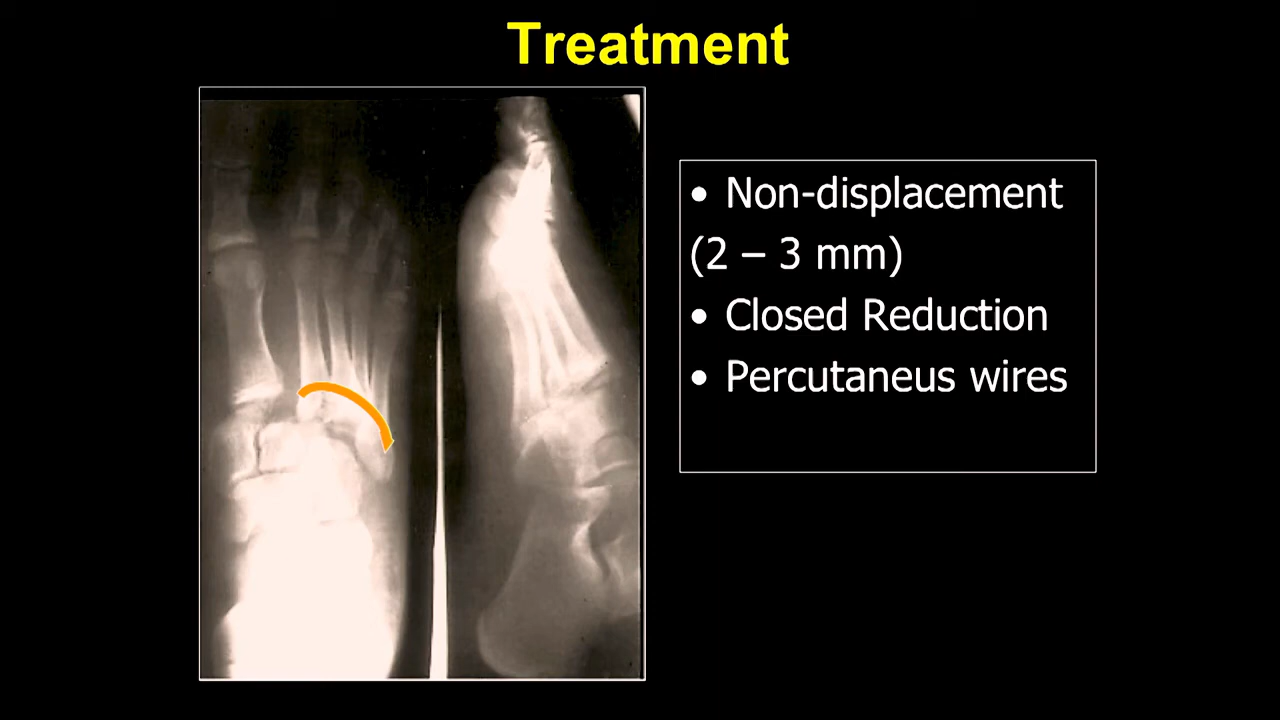 Treatment
• Non-displacement
(2 – 3 mm)
• Closed Reduction
• Percutaneus wires